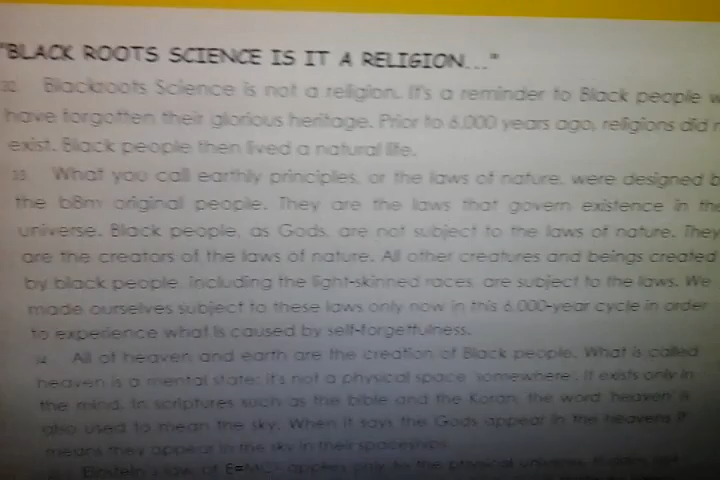 "BLACK ROOTS SCIENCE IS IT A RELIGION..."
Blackroots Science is not a religion. It's a reminder to Black people
have forgotten their glorious heritage. Prior to 6,000 years ago, religions did
exist. Black people then lived a natural life.
What you call earthly principles, or the laws of nature, were designed
the b8m original people. They are the laws that govern existence in the
universe. Black people, as Gods, are not subject to the laws of nature. They
are the creators of the laws of nature. All other creatures and beings created
by black people, including the light-skinned races, are subject to the laws. We
made ourselves subject to these laws only now in this 6,000-year cycle in order
to experience what is caused by self-forgetfulness.
All of heaven and earth are the creation of Black people. What is called
heaven is a mental state; it's not a physical space 'somewhere'. It exists only in
the mind. In scriptures such as the bible and the Koran, the word 'heaven' is
also used to mean the sky. When it says the Gods appear in the heavens it
means they appear in the sky in their spaceships.
Einstein's law of applies only to the physical universe.